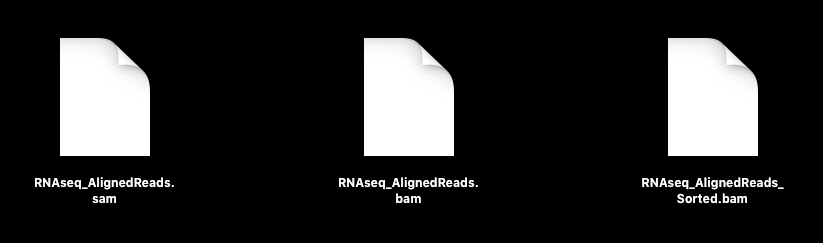 RNAseq_AlignedReads.
sam
RNAseq_AlignedReads.
bam
RNAseq_AlignedReads_
Sorted.bam